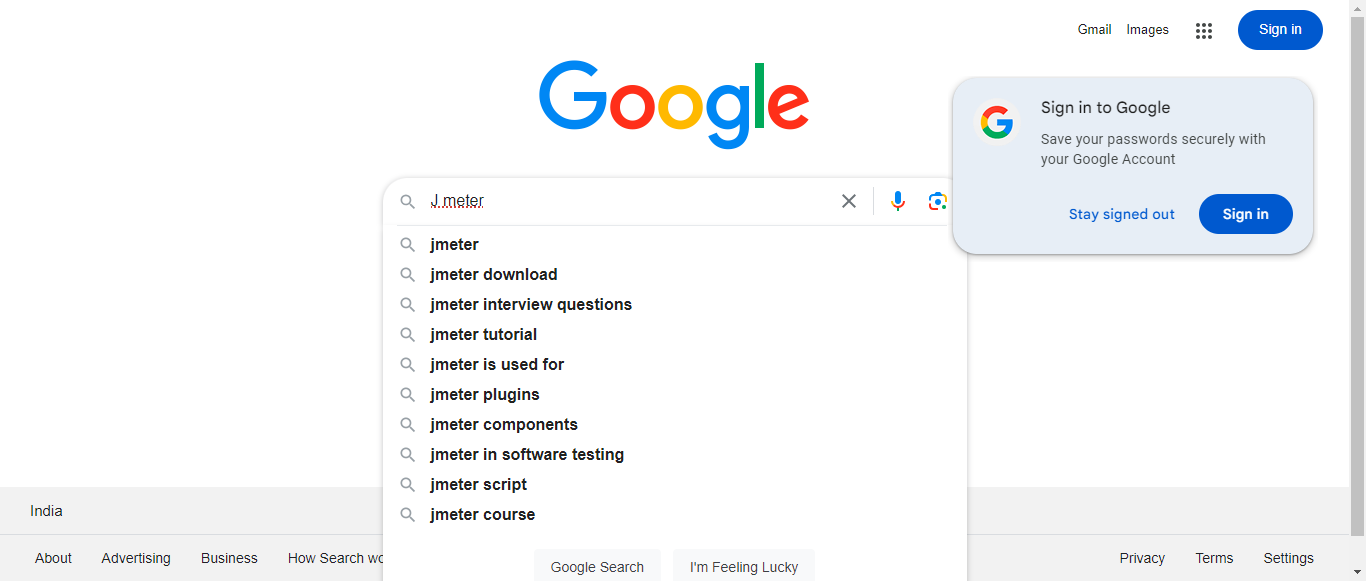 Gmail Images Sign in
Google
Sign in to Google
Save your passwords securely with
your Google Account
Stay signed out Sign in
J meter
jmeter
jmeter download
jmeter interview questions
jmeter tutorial
jmeter is used for
jmeter plugins
jmeter components
jmeter in software testing
jmeter script
jmeter course
Google Search I'm Feeling Lucky
India
About Advertising Business How Search Privacy Terms Settings